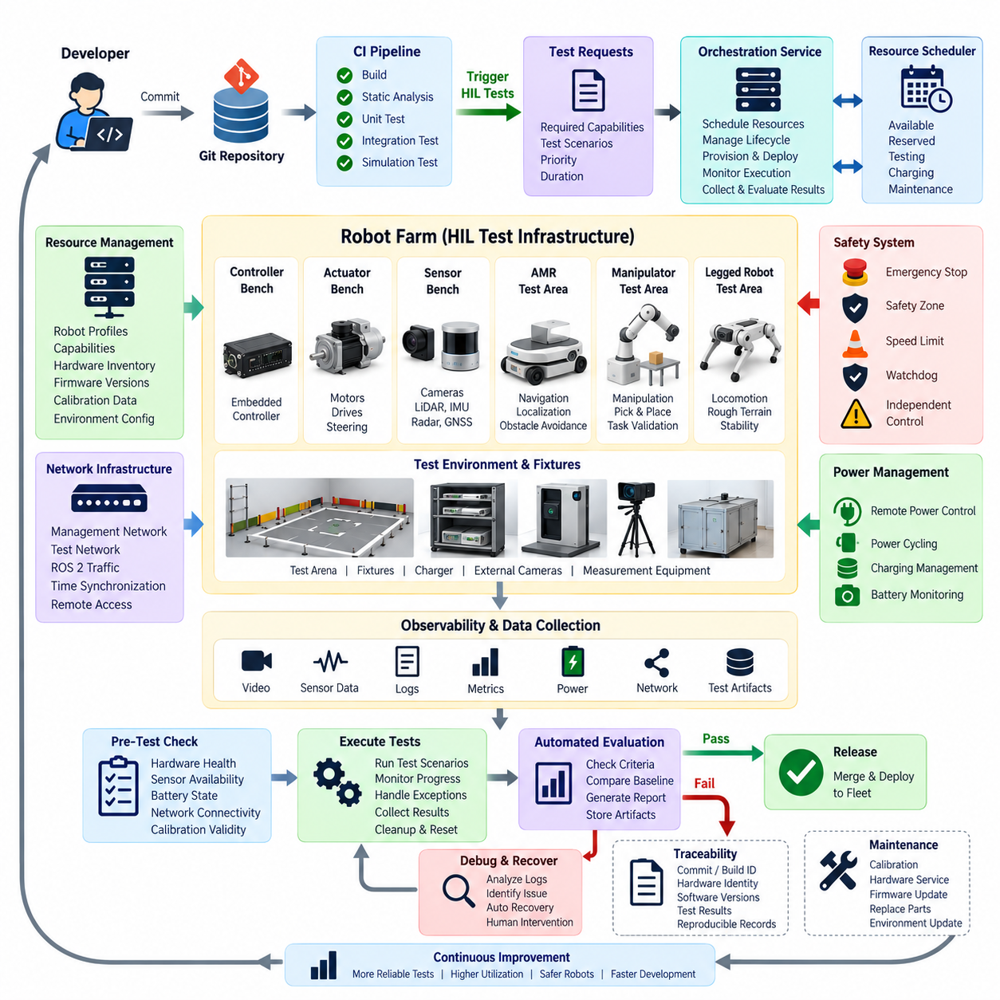 Developer
Commit
Git Repository
CI Pipeline
Build
Static Analysis
Unit Test
Integration Test
Simulation Test
Trigger
HIL Tests
Test Requests
Required Capabilities
Test Scenarios
Priority
Duration
Orchestration Service
Schedule Resources
Manage Lifecycle
Provision & Deploy
Monitor Execution
Collect & Evaluate Results
Resource Scheduler
Available
Reserved
Testing
Charging
Maintenance
Resource Management
Robot Profiles
Capabilities
Hardware Inventory
Firmware Versions
Calibration Data
Environment Config
Network Infrastructure
Management Network
Test Network
ROS 2 Traffic
Time Synchronization
Remote Access
Robot Farm (HIL Test Infrastructure)
Controller
Bench
Embedded
Controller
Actuator
Bench
Motors
Drives
Steering
Sensor
Bench
Cameras
LiDAR, IMU
Radar, GNSS
AMR
Test Area
Navigation
Localization
Obstacle Avoidance
Manipulator
Test Area
Manipulation
Pick & Place
Task Validation
Legged Robot
Test Area
Locomotion
Rough Terrain
Stability
Test Environment & Fixtures
Test Arena | Fixtures | Charger | External Cameras | Measurement Equipment
Safety System
Emergency Stop
Safety Zone
Speed Limit
Watchdog
Independent
Control
Power Management
Remote Power Control
Power Cycling
Charging Management
Battery Monitoring
Observability & Data Collection
Video
Sensor Data
Logs
Metrics
Power
Network
Test Artifacts
Pre-Test Check
Hardware Health
Sensor Availability
Battery State
Network Connectivity
Calibration Validity
Execute Tests
Run Test Scenarios
Monitor Progress
Handle Exceptions
Collect Results
Cleanup & Reset
Automated Evaluation
Check Criteria
Compare Baseline
Generate Report
Store Artifacts
Pass
Fail
Release
Merge & Deploy
to Fleet
Debug & Recover
Analyze Logs
Identify Issue
Auto Recovery
Human Intervention
Traceability
Commit / Build ID
Hardware Identity
Software Versions
Test Results
Reproducible Records
Maintenance
Calibration
Hardware Service
Firmware Update
Replace Parts
Environment Update
Continuous Improvement
More Reliable Tests | Higher Utilization | Safer Robots | Faster Development